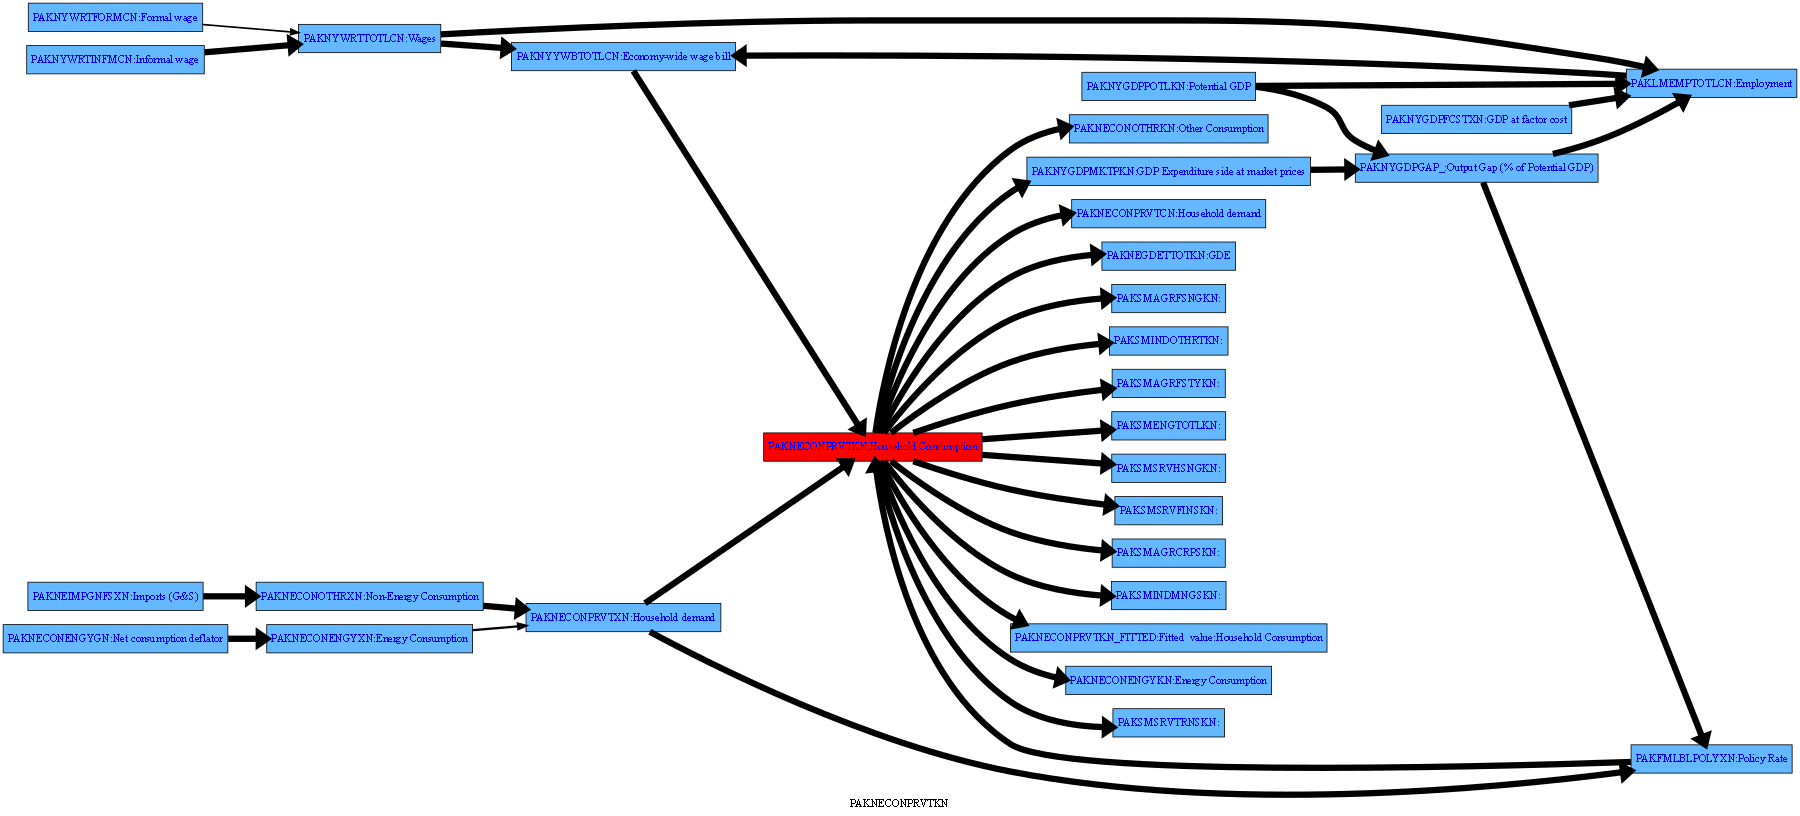 PAKNYWRTFORMCN:Formal wage
PAKNYWRTINFMCN:Informal wage
PAKNYWRTTOTLCN:Wages
PAKNYYWBTOTLCN:Economy-wide wage bill
PAKNYGDPPOTLKN:Potential GDP
PAKLMEMPTOTLCN:Employment
PAKNYGDPFCSTXN:GDP at factor cost
PAKNECONOTHRKN:Other Consumption
PAKNYGDPMKTPKN:GDP Expenditure side at market prices
PAKNYGDPGAP_:Output Gap (% of Potential GDP)
PAKNECONPRVTCN:Household demand
PAKNEGDETTOTKN:GDE
PAKSMAGRFSNGKN:
PAKSMINDOTHRTKN:
PAKSMAGRFSTYKN:
PAKSMENGTOTLKN:
PAKNECONPRVTKN:Household Consumption
PAKSMSRVHSNGKN:
PAKSMSRVFINSKN:
PAKSMAGRCRPSKN:
PAKNEIMPGNFSXN:Imports (G&S)
PAKNECONOTHRXN:Non-Energy Consumption
PAKSMINDMNGSKN:
PAKNECONPRVTXN:Household demand
PAKNECONENGYGN:Net consumption deflator
PAKNECONENGYXN:Energy Consumption
PAKNECONPRVTKN_FITTED:Fitted value:Household Consumption
PAKNECONENGYKN:Energy Consumption
PAKSMSRVTRNSKN:
PAKFMLBLPOLYXN:Policy Rate
PAKNECONPRVTKN